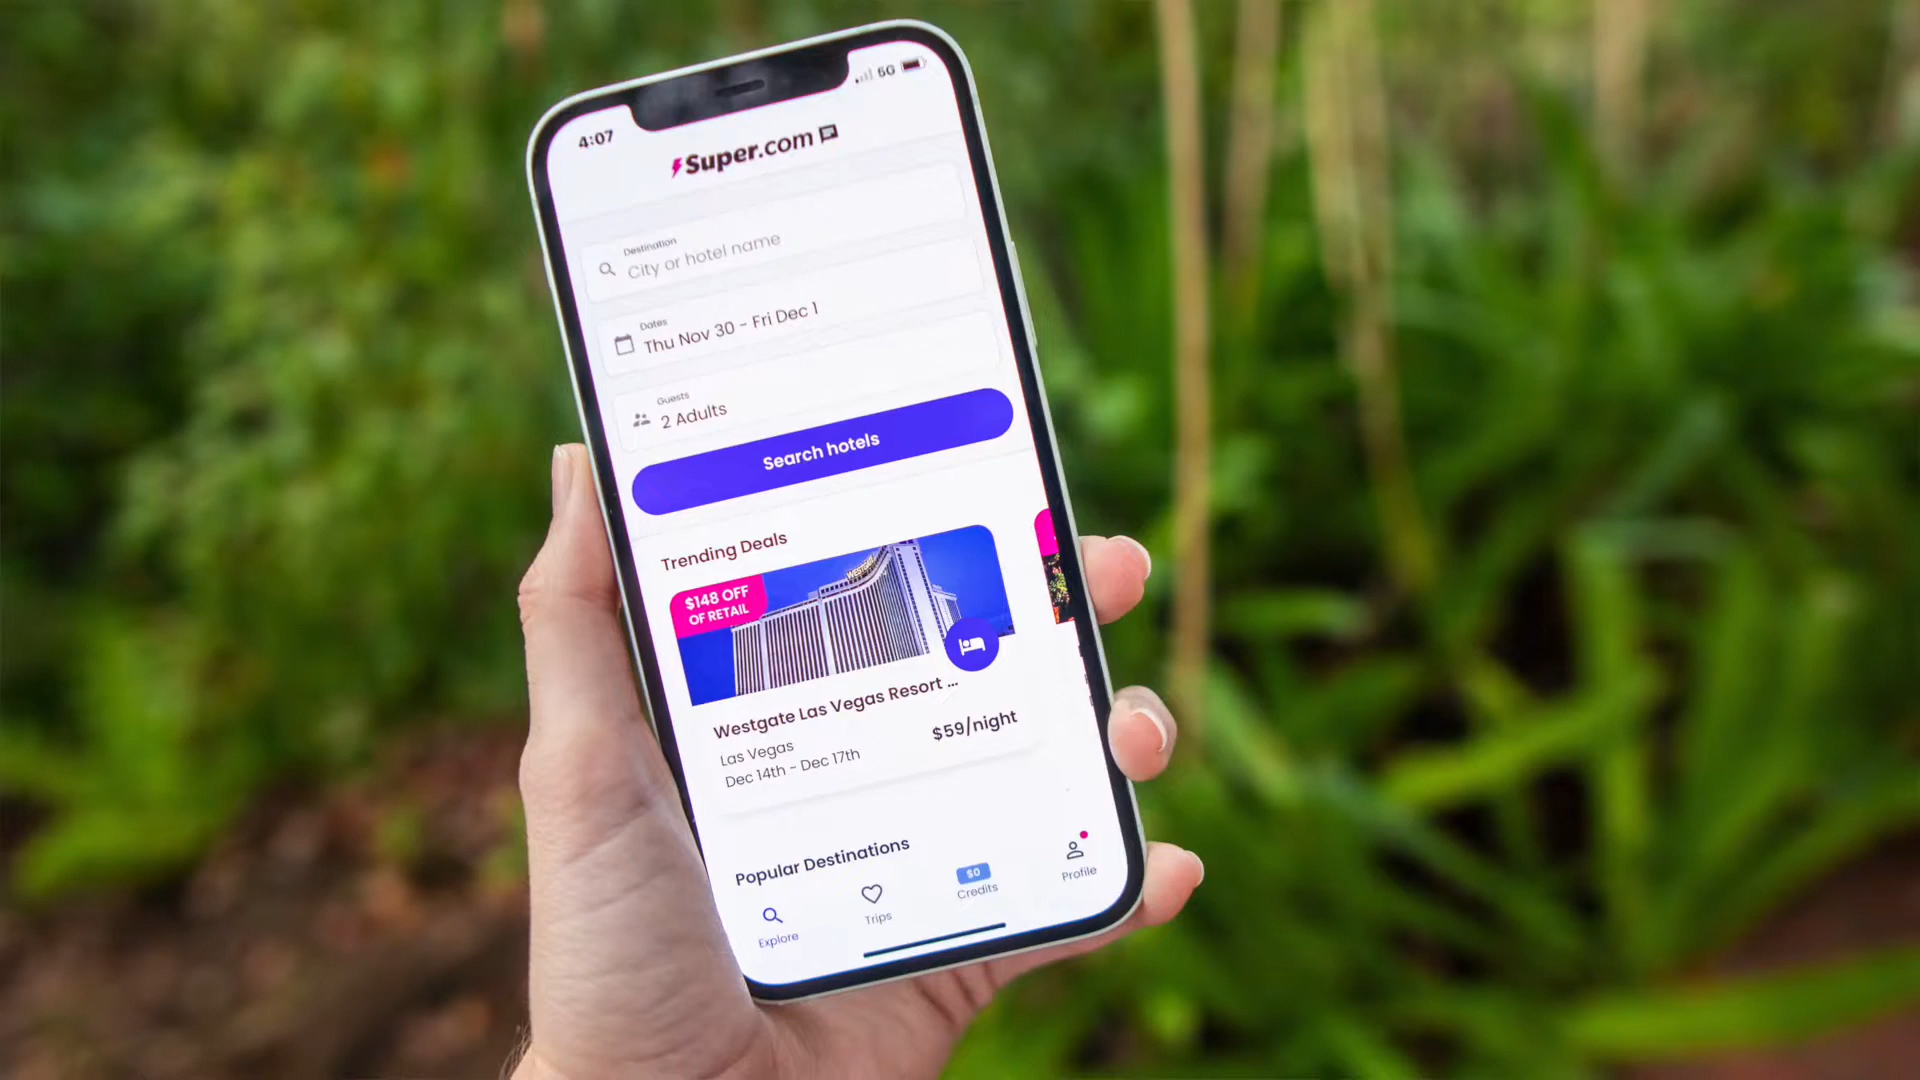 4:07
5G
Super.com
Destination
City or hotel name
Dates
Thu Nov 30 - Fri Dec 1
Guests
2 Adults
Search hotels
Trending Deals
$148 OFF
OF RETAIL
WESTGATE
Westgate Las Vegas Resort ...
Las Vegas
$59/night
Dec 14th - Dec 17th
Popular Destinations
Explore
Trips
$0
Credits
Profile